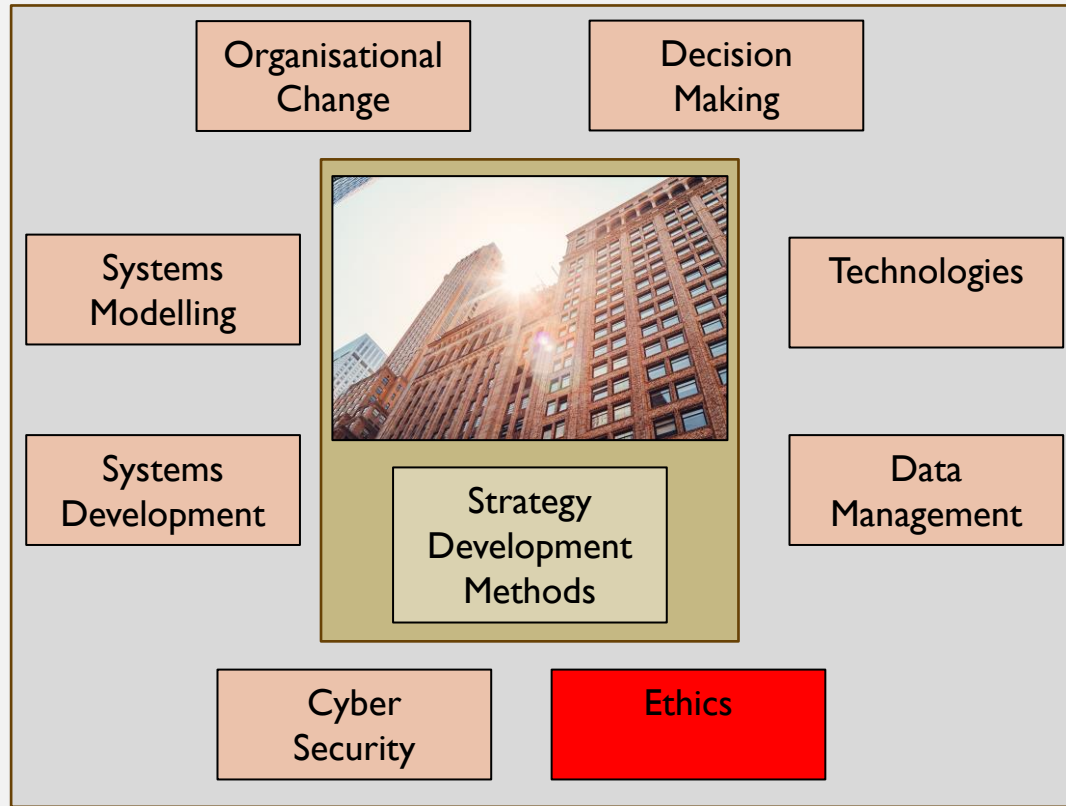 Organisational
Change
Decision
Making
Systems
Modelling
Technologies
Systems
Development
Strategy
Development
Methods
Data
Management
Cyber
Security
Ethics